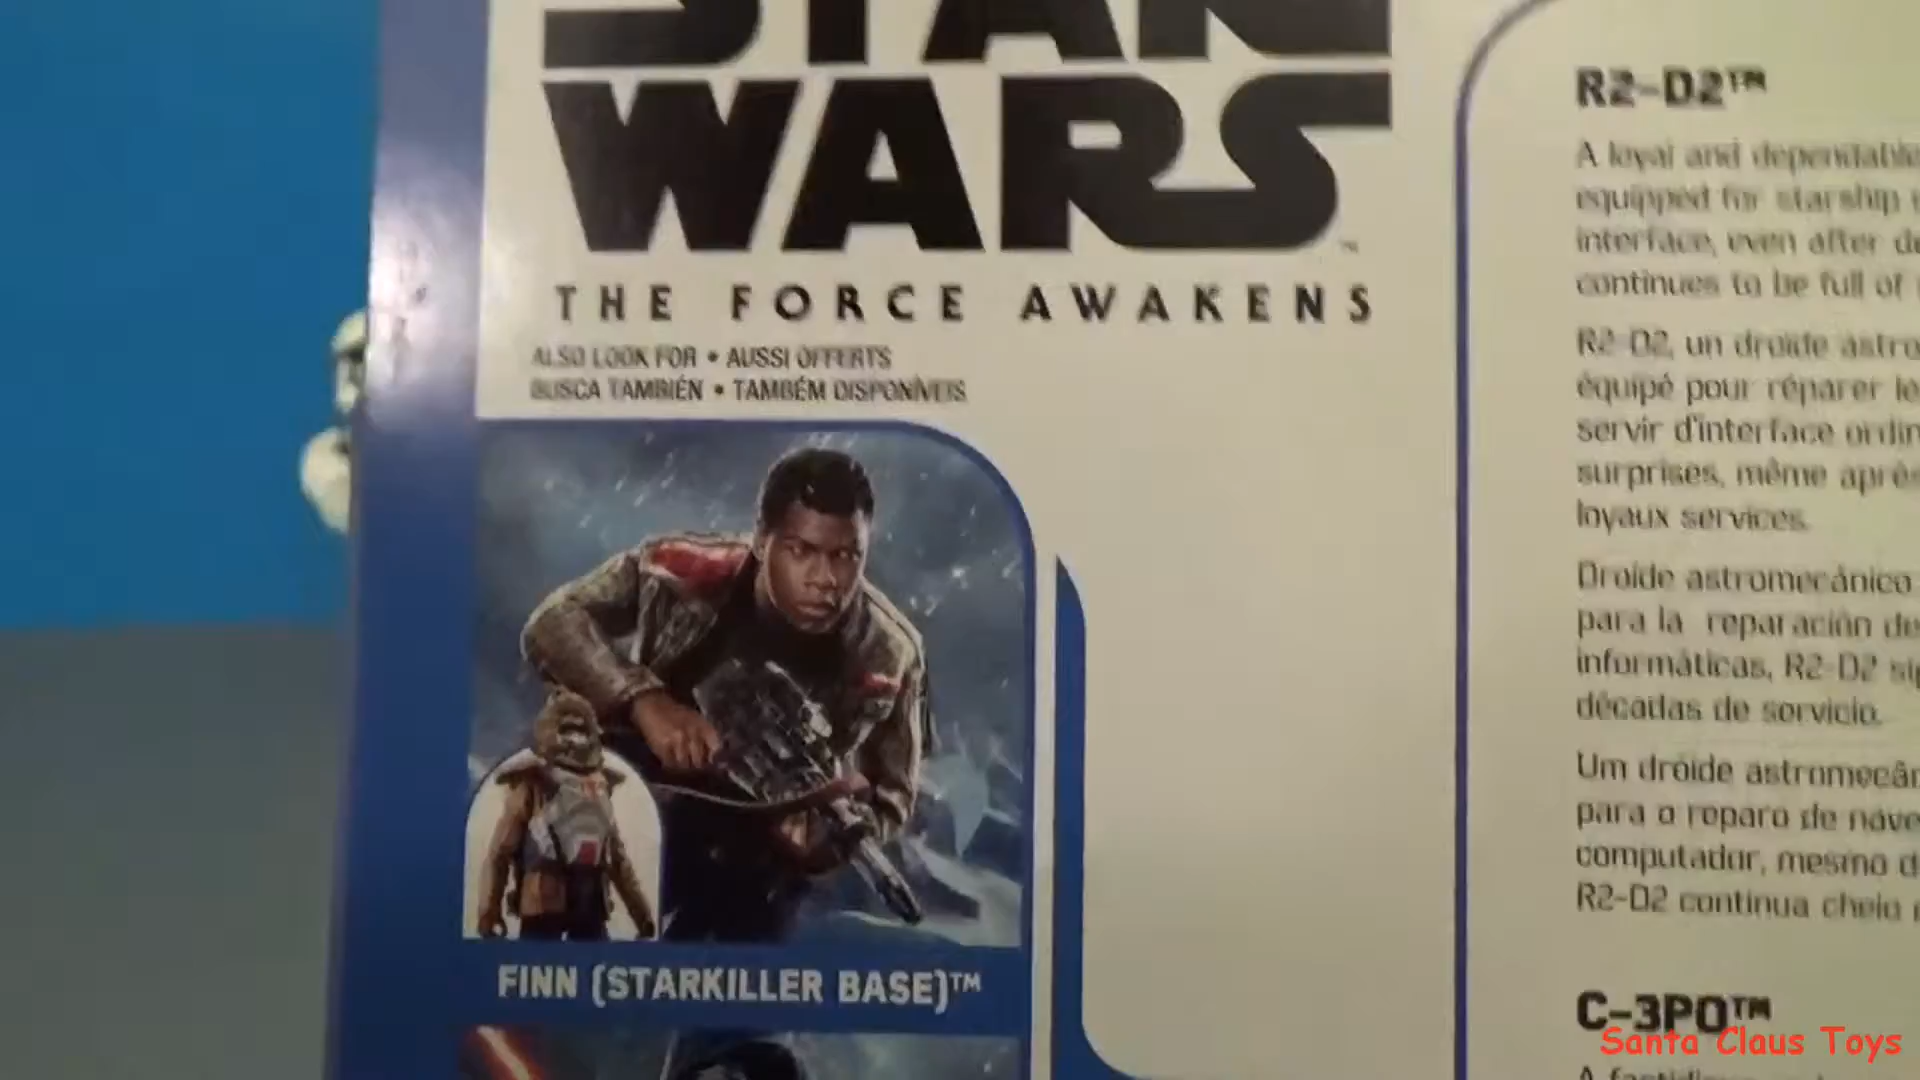 STAR
WARS
THE FORCE AWAKENS
ALSO LOOK FOR • AUSSI OFFERTS
BUSCA TAMBIÉN • TAMBÉM DISPONÍVEIS
FINN (STARKILLER BASE)™
R2-D2™
A loyal and dependable
equipped for starship
interface, even after
continues to be full of
R2-D2, un droïde astro
équipé pour réparer le
servir d'interface ordin
surprises, même après
loyaux services.
Droide astromecánico
para la reparación de
informáticas, R2-D2
décadas de servicio.
Um dróide astromecân
para o reparo de nave
computador, mesmo d
R2-D2 continua cheio
C-3PO™
Santa Claus Toys